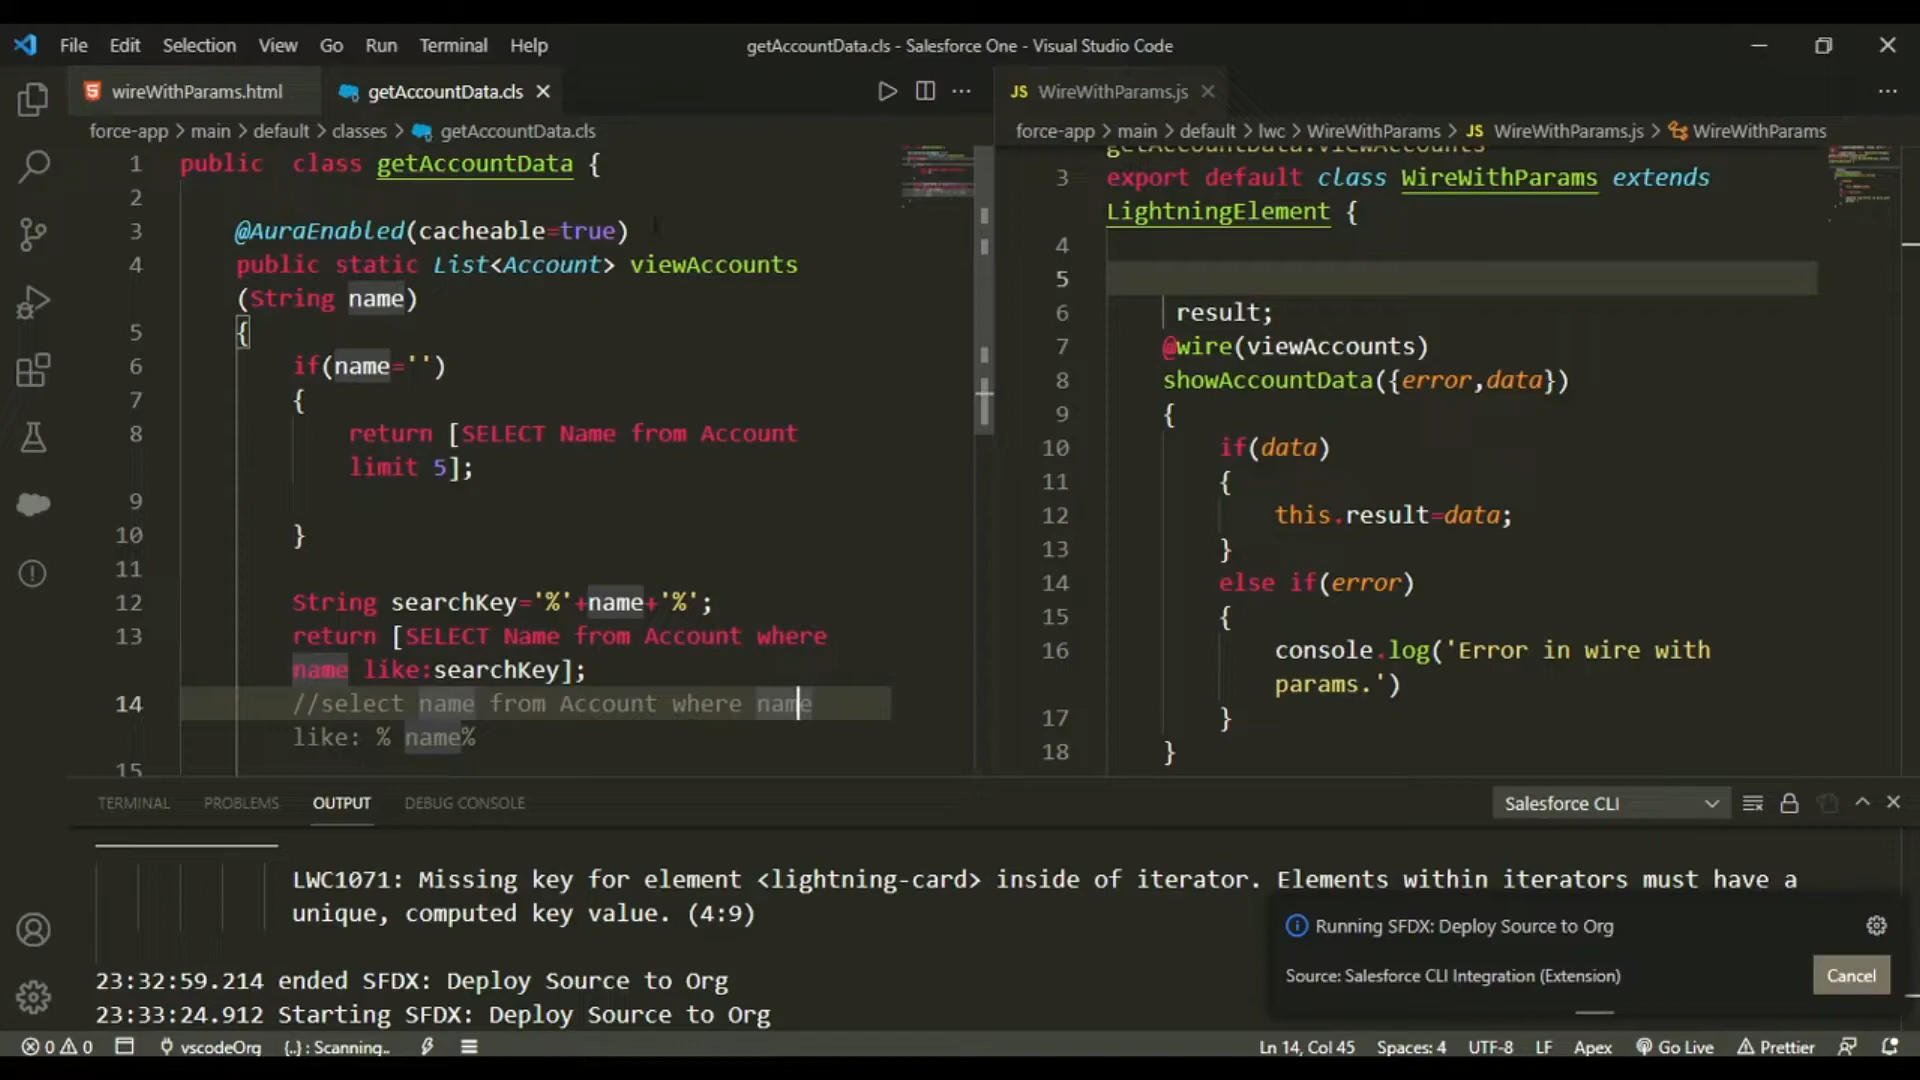 File Edit Selection View Go Run Terminal Help
getAccountData.cls - Salesforce One - Visual Studio Code
wireWithParams.html
getAccountData.cls
force-app > main > default > classes > getAccountData.cls
1 public  class getAccountData {
2
3 @AuraEnabled(cacheable=true)
4 public static List<Account> viewAccounts
(String name)
5 {
6 if(name='')
7 {
8 return [SELECT Name from Account
limit 5];
9
10 }
11
12 String searchKey='%'+name+'%';
13 return [SELECT Name from Account where
name like:searchKey];
14 //select name from Account where name
like: % name%
15
JS WireWithParams.js
force-app > main > default > lwc > WireWithParams > JS WireWithParams.js > WireWithParams
getAccountData.viewAccounts
3 export default class WireWithParams extends
LightningElement {
4
5
6 result;
7 @wire(viewAccounts)
8 showAccountData({error,data})
9 {
10 if(data)
11 {
12 this.result=data;
13 }
14 else if(error)
15 {
16 console.log('Error in wire with
params.')
17 }
18 }
TERMINAL PROBLEMS OUTPUT DEBUG CONSOLE
Salesforce CLI
LWC1071: Missing key for element <lightning-card> inside of iterator. Elements within iterators must have a
unique, computed key value. (4:9)
23:32:59.214 ended SFDX: Deploy Source to Org
23:33:24.912 Starting SFDX: Deploy Source to Org
Running SFDX: Deploy Source to Org
Source: Salesforce CLI Integration (Extension)
Cancel
0 0 vscodeOrg {..} : Scanning..
Ln 14, Col 45 Spaces: 4 UTF-8 LF Apex Go Live Prettier